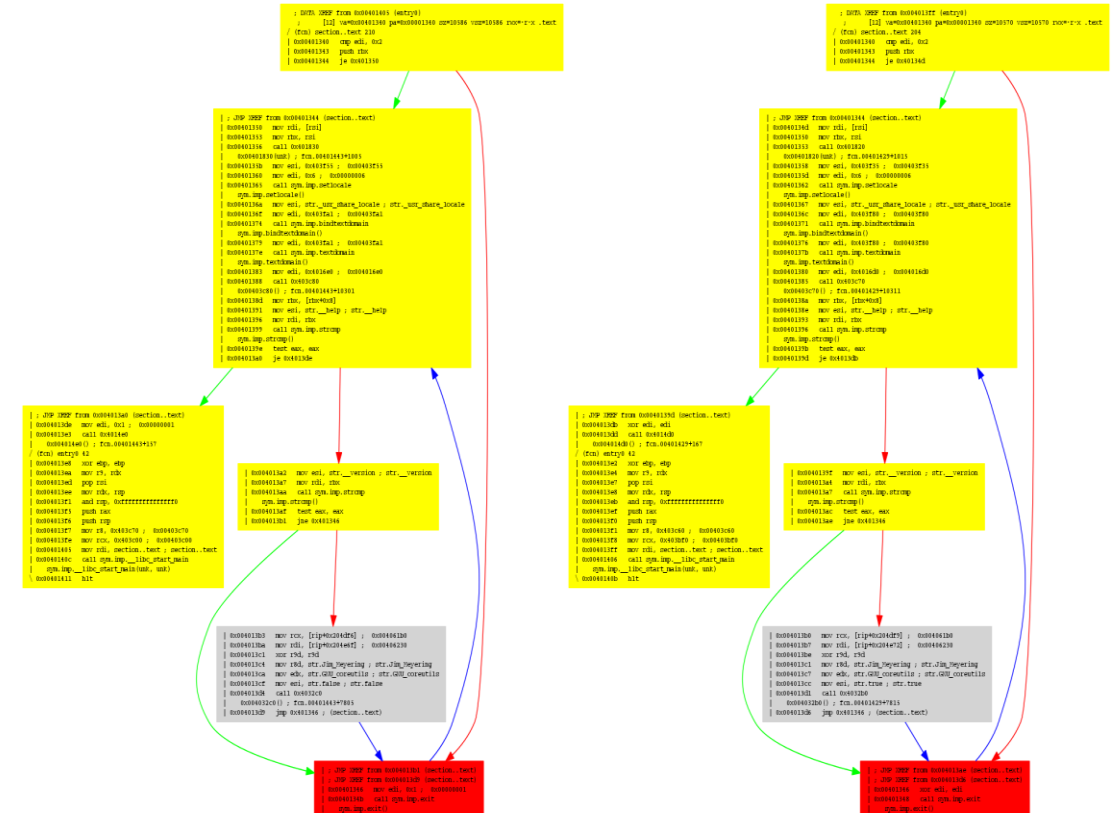 ; DATA XREF from 0x00401405 (entry0)
; [12] va=0x00401340 pa=0x00001340 sz=10586 vsz=10586 rwx=-r-x .text
/ (fcn) section..text 210
| 0x00401340 cmp edi, 0x2
| 0x00401343 push rbx
| 0x00401344 je 0x401350
| ; JMP XREF from 0x00401344 (section..text)
| 0x00401350 mov rdi, [rsi]
| 0x00401353 mov rbx, rsi
| 0x00401356 call 0x401830
| 0x00401830(unk) ; fcn.00401443+1005
| 0x0040135b mov esi, 0x403f55 ; 0x00403f55
| 0x00401360 mov edi, 0x6 ; 0x00000006
| 0x00401365 call sym.imp.setlocale
| sym.imp.setlocale()
| 0x0040136a mov esi, str._usr_share_locale ; str._usr_share_locale
| 0x0040136f mov edi, 0x403fa1 ; 0x00403fa1
| 0x00401374 call sym.imp.bindtextdomain
| sym.imp.bindtextdomain()
| 0x00401379 mov edi, 0x403fa1 ; 0x00403fa1
| 0x0040137e call sym.imp.textdomain
| sym.imp.textdomain()
| 0x00401383 mov edi, 0x4016e0 ; 0x004016e0
| 0x00401388 call 0x403c80
| 0x00403c80() ; fcn.00401443+10301
| 0x0040138d mov rbx, [rbx+0x8]
| 0x00401391 mov esi, str.__help ; str.__help
| 0x00401396 mov rdi, rbx
| 0x00401399 call sym.imp.strcmp
| sym.imp.strcmp()
| 0x0040139e test eax, eax
| 0x004013a0 je 0x4013de
| ; JMP XREF from 0x004013a0 (section..text)
| 0x004013de mov edi, 0x1 ; 0x00000001
| 0x004013e3 call 0x4014e0
| 0x004014e0() ; fcn.00401443+157
/ (fcn) entry0 42
| 0x004013e8 xor ebp, ebp
| 0x004013ea mov r9, rdx
| 0x004013ed pop rsi
| 0x004013ee mov rdx, rsp
| 0x004013f1 and rsp, 0xfffffffffffffff0
| 0x004013f5 push rax
| 0x004013f6 push rsp
| 0x004013f7 mov r8, 0x403c70 ; 0x00403c70
| 0x004013fe mov rcx, 0x403c00 ; 0x00403c00
| 0x00401405 mov rdi, section..text ; section..text
| 0x0040140c call sym.imp.__libc_start_main
| sym.imp.__libc_start_main(unk, unk)
\ 0x00401411 hlt
| 0x004013a2 mov esi, str.__version ; str.__version
| 0x004013a7 mov rdi, rbx
| 0x004013aa call sym.imp.strcmp
| sym.imp.strcmp()
| 0x004013af test eax, eax
| 0x004013b1 jne 0x401346
| 0x004013b3 mov rcx, [rip+0x204df6] ; 0x004061b0
| 0x004013ba mov rdi, [rip+0x204e6f] ; 0x00406230
| 0x004013c1 xor r9d, r9d
| 0x004013c4 mov r8d, str.Jim_Meyering ; str.Jim_Meyering
| 0x004013ca mov edx, str.GNU_coreutils ; str.GNU_coreutils
| 0x004013cf mov esi, str.false ; str.false
| 0x004013d4 call 0x4032c0
| 0x004032c0() ; fcn.00401443+7805
| 0x004013d9 jmp 0x401346 ; (section..text)
| ; JMP XREF from 0x004013b1 (section..text)
| ; JMP XREF from 0x004013d9 (section..text)
| 0x00401346 mov edi, 0x1 ; 0x00000001
| 0x0040134b call sym.imp.exit
| sym.imp.exit()
; DATA XREF from 0x004013ff (entry0)
; [12] va=0x00401340 pa=0x00001340 sz=10570 vsz=10570 rwx=-r-x .text
/ (fcn) section..text 204
| 0x00401340 cmp edi, 0x2
| 0x00401343 push rbx
| 0x00401344 je 0x40134d
| ; JMP XREF from 0x00401344 (section..text)
| 0x0040134d mov rdi, [rsi]
| 0x00401350 mov rbx, rsi
| 0x00401353 call 0x401820
| 0x00401820(unk) ; fcn.00401429+1015
| 0x00401358 mov esi, 0x403f35 ; 0x00403f35
| 0x0040135d mov edi, 0x6 ; 0x00000006
| 0x00401362 call sym.imp.setlocale
| sym.imp.setlocale()
| 0x00401367 mov esi, str._usr_share_locale ; str._usr_share_locale
| 0x0040136c mov edi, 0x403f80 ; 0x00403f80
| 0x00401371 call sym.imp.bindtextdomain
| sym.imp.bindtextdomain()
| 0x00401376 mov edi, 0x403f80 ; 0x00403f80
| 0x0040137b call sym.imp.textdomain
| sym.imp.textdomain()
| 0x00401380 mov edi, 0x4016d0 ; 0x004016d0
| 0x00401385 call 0x403c70
| 0x00403c70() ; fcn.00401429+10311
| 0x0040138a mov rbx, [rbx+0x8]
| 0x0040138e mov esi, str.__help ; str.__help
| 0x00401393 mov rdi, rbx
| 0x00401396 call sym.imp.strcmp
| sym.imp.strcmp()
| 0x0040139b test eax, eax
| 0x0040139d je 0x4013db
| ; JMP XREF from 0x0040139d (section..text)
| 0x004013db xor edi, edi
| 0x004013dd call 0x4014d0
| 0x004014d0() ; fcn.00401429+167
/ (fcn) entry0 42
| 0x004013e2 xor ebp, ebp
| 0x004013e4 mov r9, rdx
| 0x004013e7 pop rsi
| 0x004013e8 mov rdx, rsp
| 0x004013eb and rsp, 0xfffffffffffffff0
| 0x004013ef push rax
| 0x004013f0 push rsp
| 0x004013f1 mov r8, 0x403c60 ; 0x00403c60
| 0x004013f8 mov rcx, 0x403bf0 ; 0x00403bf0
| 0x004013ff mov rdi, section..text ; section..text
| 0x00401406 call sym.imp.__libc_start_main
| sym.imp.__libc_start_main(unk, unk)
\ 0x0040140b hlt
| 0x0040139f mov esi, str.__version ; str.__version
| 0x004013a4 mov rdi, rbx
| 0x004013a7 call sym.imp.strcmp
| sym.imp.strcmp()
| 0x004013ac test eax, eax
| 0x004013ae jne 0x401346
| 0x004013b0 mov rcx, [rip+0x204df9] ; 0x004061b0
| 0x004013b7 mov rdi, [rip+0x204e72] ; 0x00406230
| 0x004013be xor r9d, r9d
| 0x004013c1 mov r8d, str.Jim_Meyering ; str.Jim_Meyering
| 0x004013c7 mov edx, str.GNU_coreutils ; str.GNU_coreutils
| 0x004013cc mov esi, str.true ; str.true
| 0x004013d1 call 0x4032b0
| 0x004032b0() ; fcn.00401429+7815
| 0x004013d6 jmp 0x401346 ; (section..text)
| ; JMP XREF from 0x004013ae (section..text)
| ; JMP XREF from 0x004013d6 (section..text)
| 0x00401346 xor edi, edi
| 0x00401348 call sym.imp.exit
| sym.imp.exit()